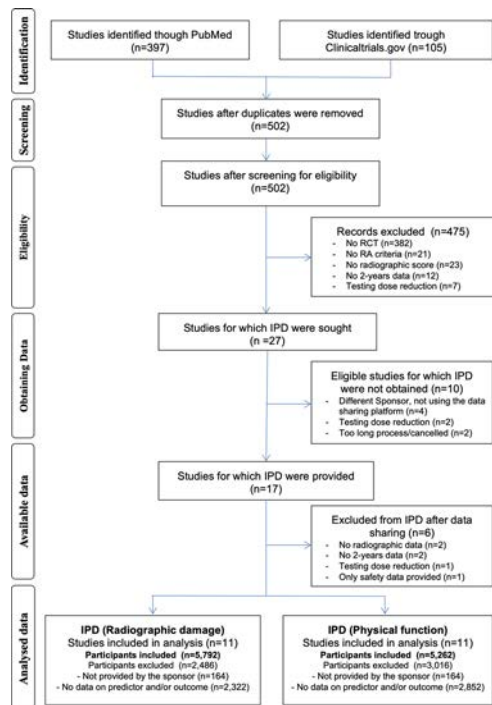 Identification
Studies identified though PubMed
(n=397)
Studies identified trough
Clinicaltrials.gov (n=105)
Screening
Studies after duplicates were removed
(n=502)
Eligibility
Studies after screening for eligibility
(n=502)
Records excluded (n=475)
- No RCT (n=382)
- No RA criteria (n=21)
- No radiographic score (n=23)
- No 2-years data (n=12)
- Testing dose reduction (n=7)
Obtaining Data
Studies for which IPD were sought
(n =27)
Eligible studies for which IPD
were not obtained (n=10)
- Different Sponsor, not using the data
sharing platform (n=4)
- Testing dose reduction (n=2)
- Too long process/cancelled (n=2)
Available data
Studies for which IPD were provided
(n=17)
Excluded from IPD after data
sharing (n=6)
- No radiographic data (n=2)
- No 2-years data (n=2)
- Testing dose reduction (n=1)
- Only safety data provided (n=1)
Analysed data
IPD (Radiographic damage)
Studies included in analysis (n=11)
Participants included (n=5,792)
Participants excluded (n=2,486)
- Not provided by the sponsor (n=164)
- No data on predictor and/or outcome (n=2,322)
IPD (Physical function)
Studies included in analysis (n=11)
Participants included (n=5,262)
Participants excluded (n=3,016)
- Not provided by the sponsor (n=164)
- No data on predictor and/or outcome (n=2,852)